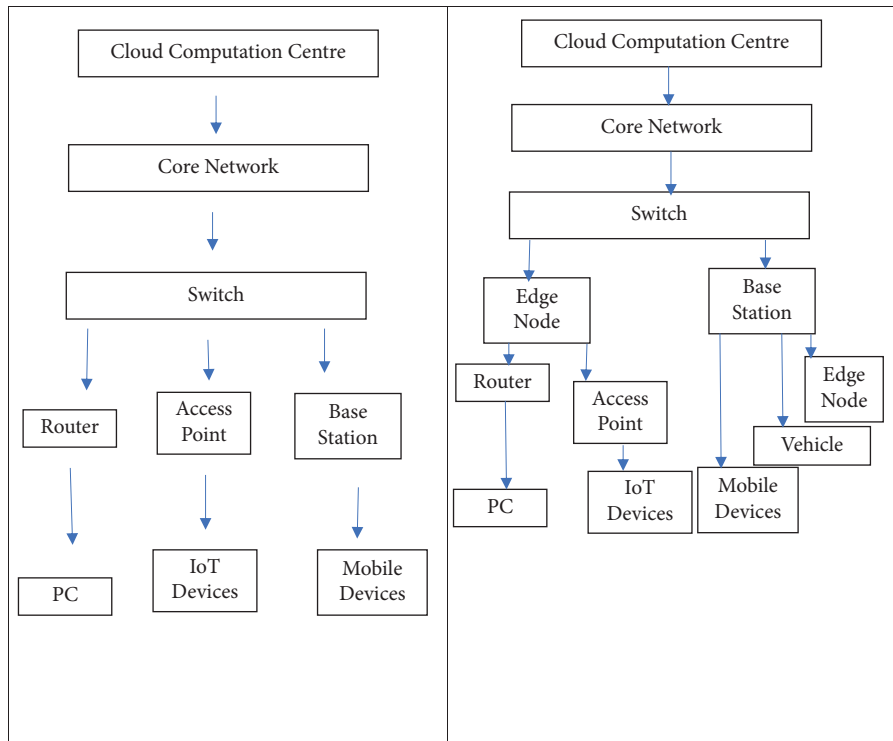 Cloud Computation Centre
Core Network
Switch
Router
Access
Point
Base
Station
PC
IoT
Devices
Mobile
Devices
Cloud Computation Centre
Core Network
Switch
Edge
Node
Base
Station
Router
Access
Point
Edge
Node
Vehicle
PC
IoT
Devices
Mobile
Devices